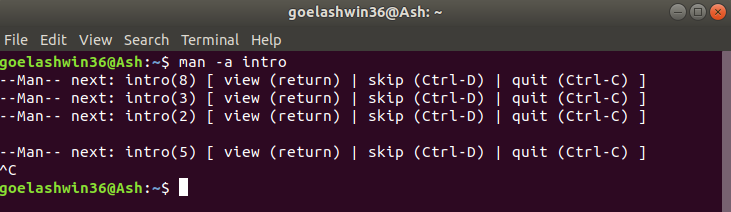 goelashwin36@Ash: ~
File Edit View Search Terminal Help
goelashwin36@Ash:~$ man -a intro
--Man-- next: intro(8) [ view (return) | skip (Ctrl-D) | quit (Ctrl-C) ]
--Man-- next: intro(3) [ view (return) | skip (Ctrl-D) | quit (Ctrl-C) ]
--Man-- next: intro(2) [ view (return) | skip (Ctrl-D) | quit (Ctrl-C) ]
--Man-- next: intro(5) [ view (return) | skip (Ctrl-D) | quit (Ctrl-C) ]
^C
goelashwin36@Ash:~$